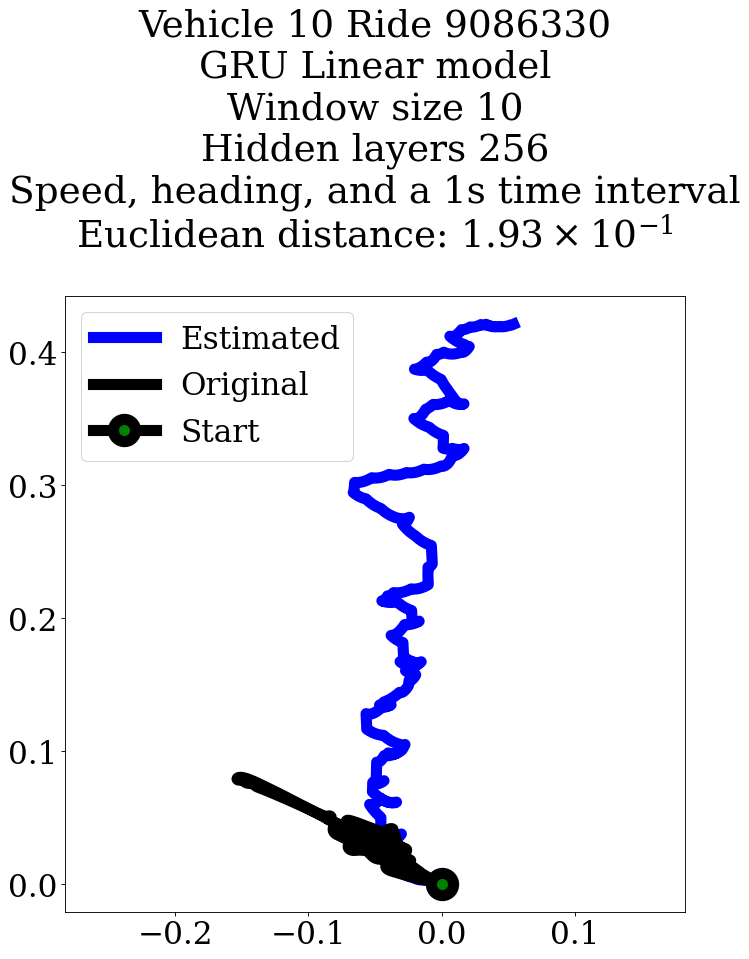 Vehicle 10 Ride 9086330
GRU Linear model
Window size 10
Hidden layers 256
Speed, heading, and a 1s time interval
Euclidean distance: 1.93 × 10⁻¹
Estimated
Original
Start
0.4
0.3
0.2
0.1
0.0
−0.2 −0.1 0.0 0.1